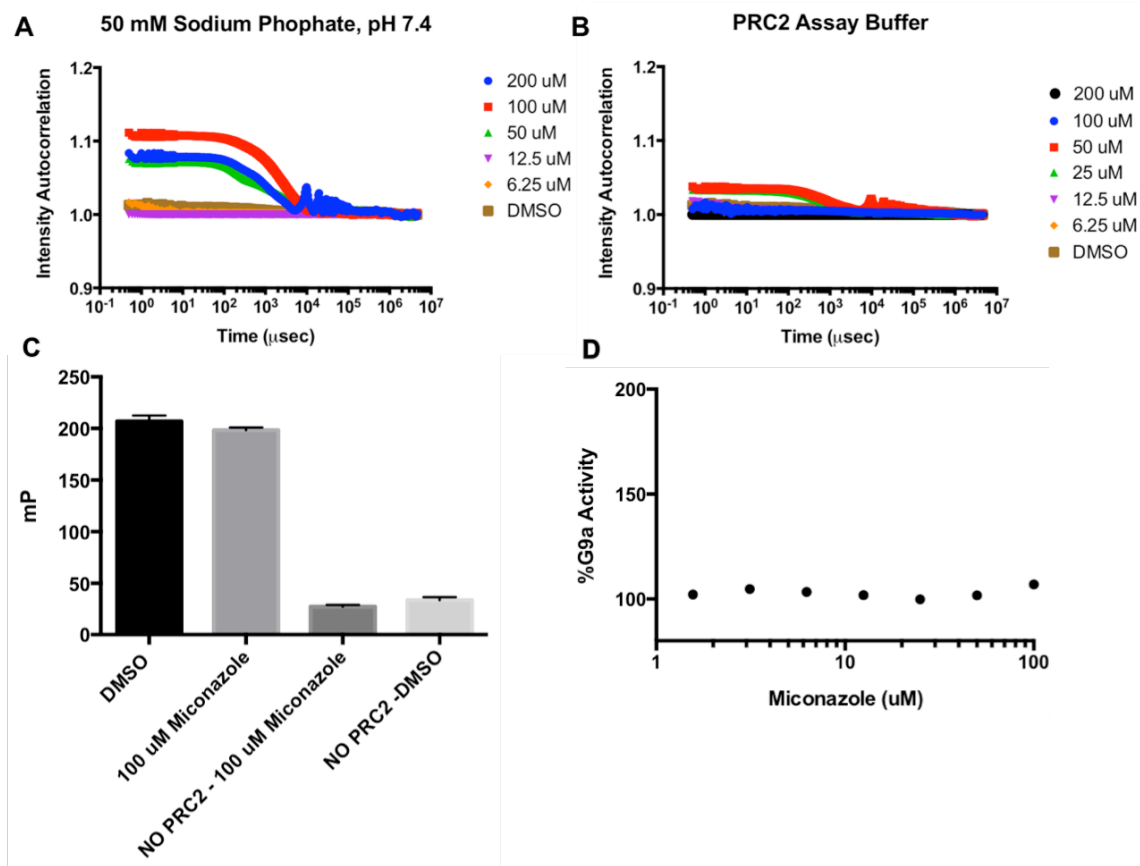 A
50 mM Sodium Phophate, pH 7.4
Intensity Autocorrelation
1.2
1.1
1.0
0.9
10-1 100 101 102 103 104 105 106 107
Time (μsec)
200 uM
100 uM
50 uM
12.5 uM
6.25 uM
DMSO
B
PRC2 Assay Buffer
Intensity Autocorrelation
1.2
1.1
1.0
0.9
10-1 100 101 102 103 104 105 106 107
Time (μsec)
200 uM
100 uM
50 uM
25 uM
12.5 uM
6.25 uM
DMSO
C
mP
250
200
150
100
50
0
DMSO
100 uM Miconazole
NO PRC2 - 100 uM Miconazole
NO PRC2 -DMSO
D
%G9a Activity
200
150
100
1 10 100
Miconazole (uM)